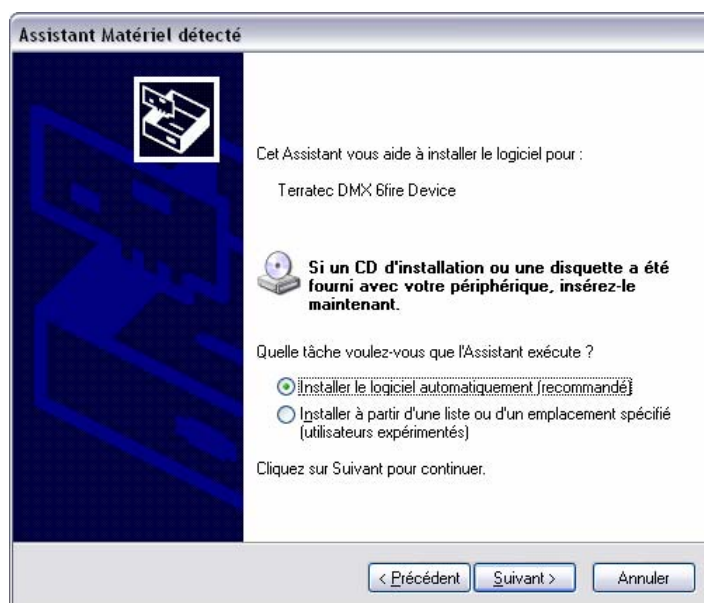 Assistant Matériel détecté
Cet Assistant vous aide à installer le logiciel pour :
Terratec DMX 6fire Device
Si un CD d'installation ou une disquette a été
fourni avec votre périphérique, insérez-le
maintenant.
Quelle tâche voulez-vous que l'Assistant exécute ?
Installer le logiciel automatiquement (recommandé)
Installer à partir d'une liste ou d'un emplacement spécifié
(utilisateurs expérimentés)
Cliquez sur Suivant pour continuer.
< Précédent Suivant > Annuler